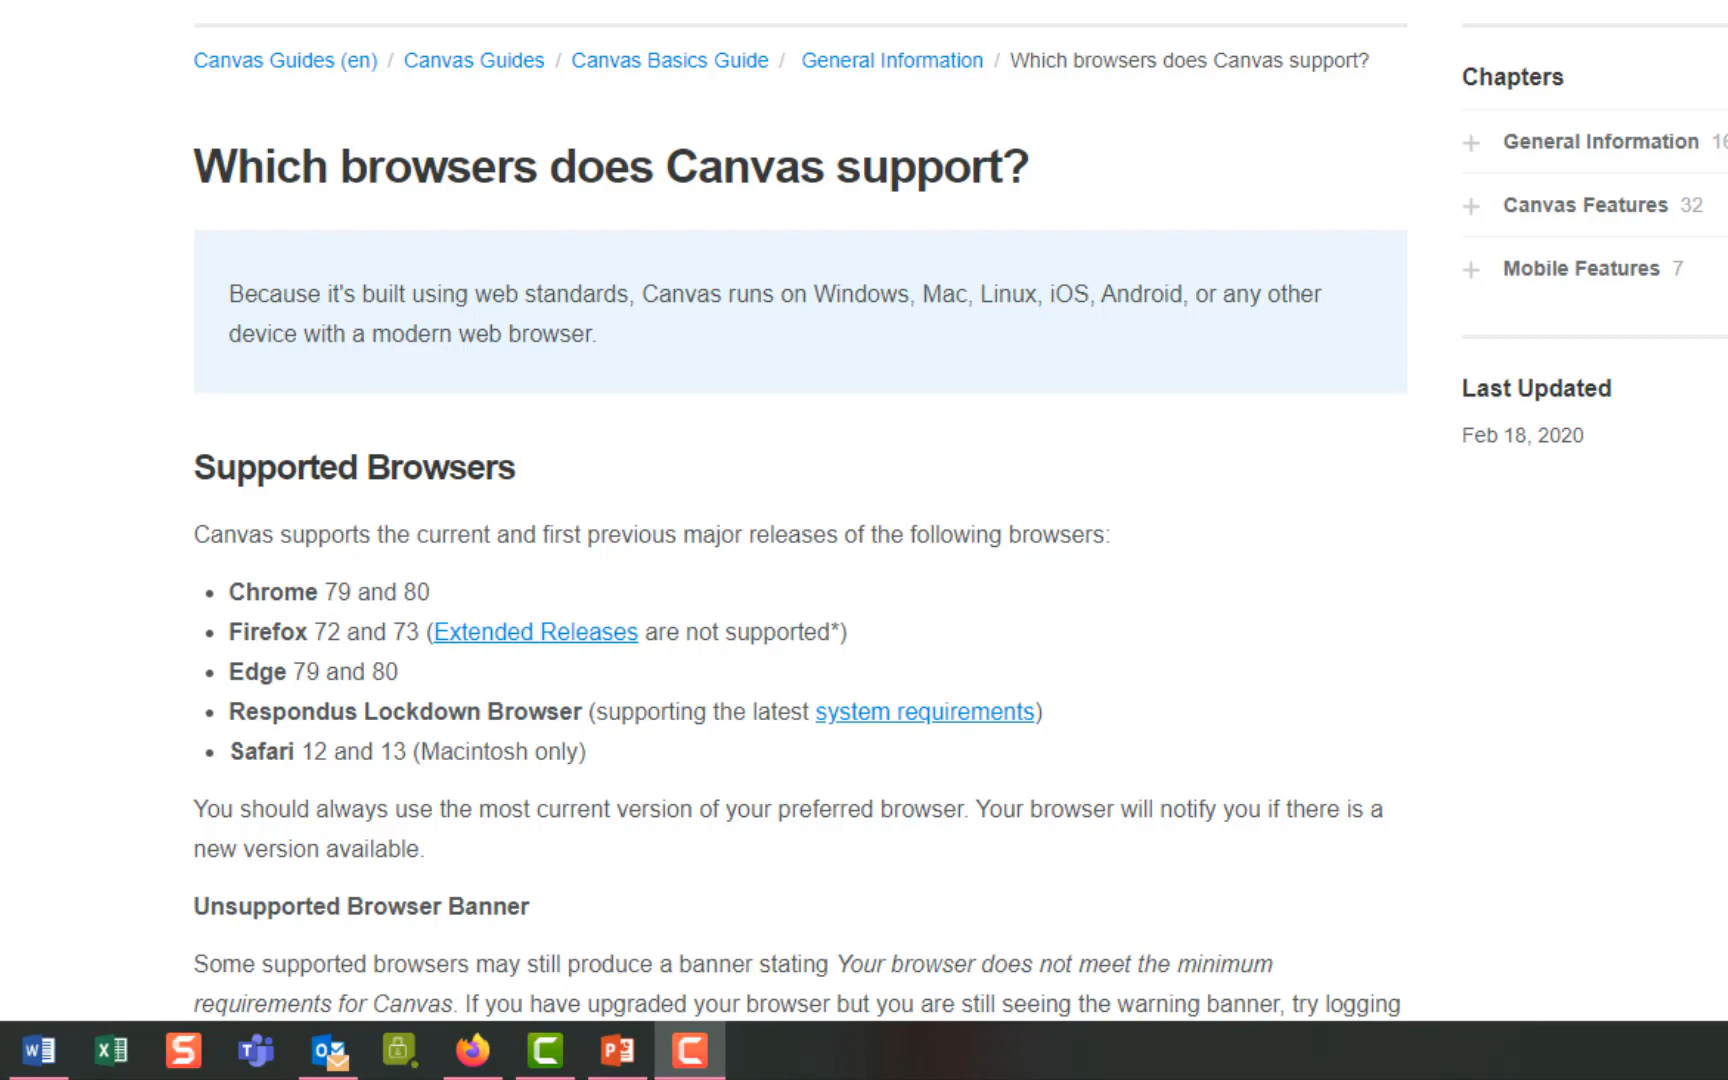 Canvas Guides (en) / Canvas Guides / Canvas Basics Guide / General Information / Which browsers does Canvas support?
Which browsers does Canvas support?
Because it's built using web standards, Canvas runs on Windows, Mac, Linux, iOS, Android, or any other
device with a modern web browser.
Supported Browsers
Canvas supports the current and first previous major releases of the following browsers:
• Chrome 79 and 80
• Firefox 72 and 73 (Extended Releases are not supported*)
• Edge 79 and 80
• Respondus Lockdown Browser (supporting the latest system requirements)
• Safari 12 and 13 (Macintosh only)
You should always use the most current version of your preferred browser. Your browser will notify you if there is a
new version available.
Unsupported Browser Banner
Some supported browsers may still produce a banner stating Your browser does not meet the minimum
requirements for Canvas. If you have upgraded your browser but you are still seeing the warning banner, try logging
Chapters
+ General Information
+ Canvas Features 32
+ Mobile Features 7
Last Updated
Feb 18, 2020
W X S T O C P C